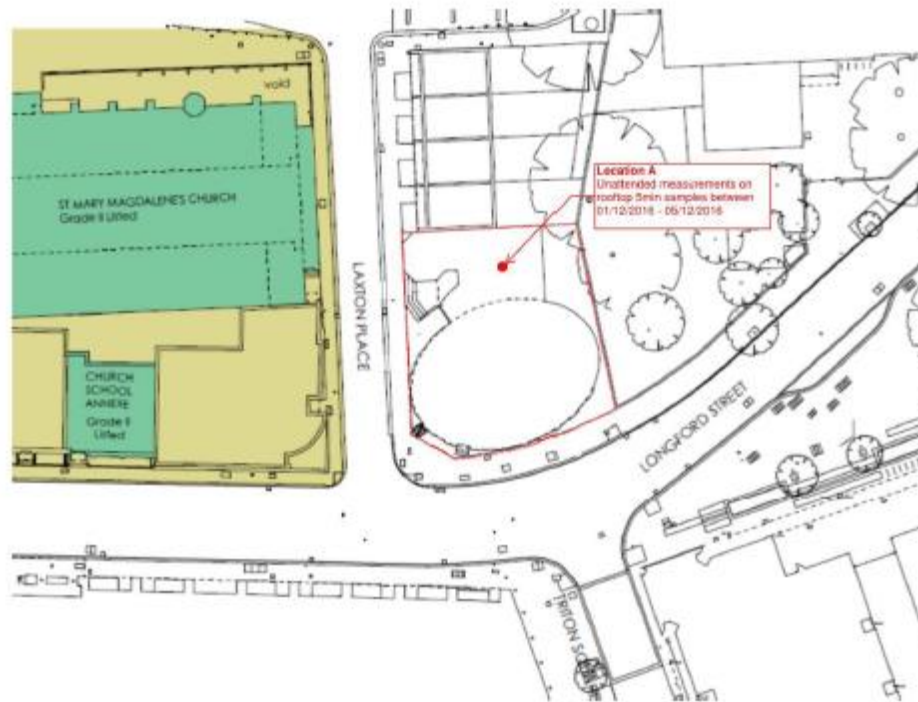 void
ST MARY MAGDALENE'S CHURCH
Grade II Listed
Location A
Unattended measurements on
rooftop 5min samples between
01/12/2016 - 05/12/2016
LAXTON PLACE
CHURCH
SCHOOL
ANNEXE
Grade II
Listed
LONGFORD STREET
TRITON